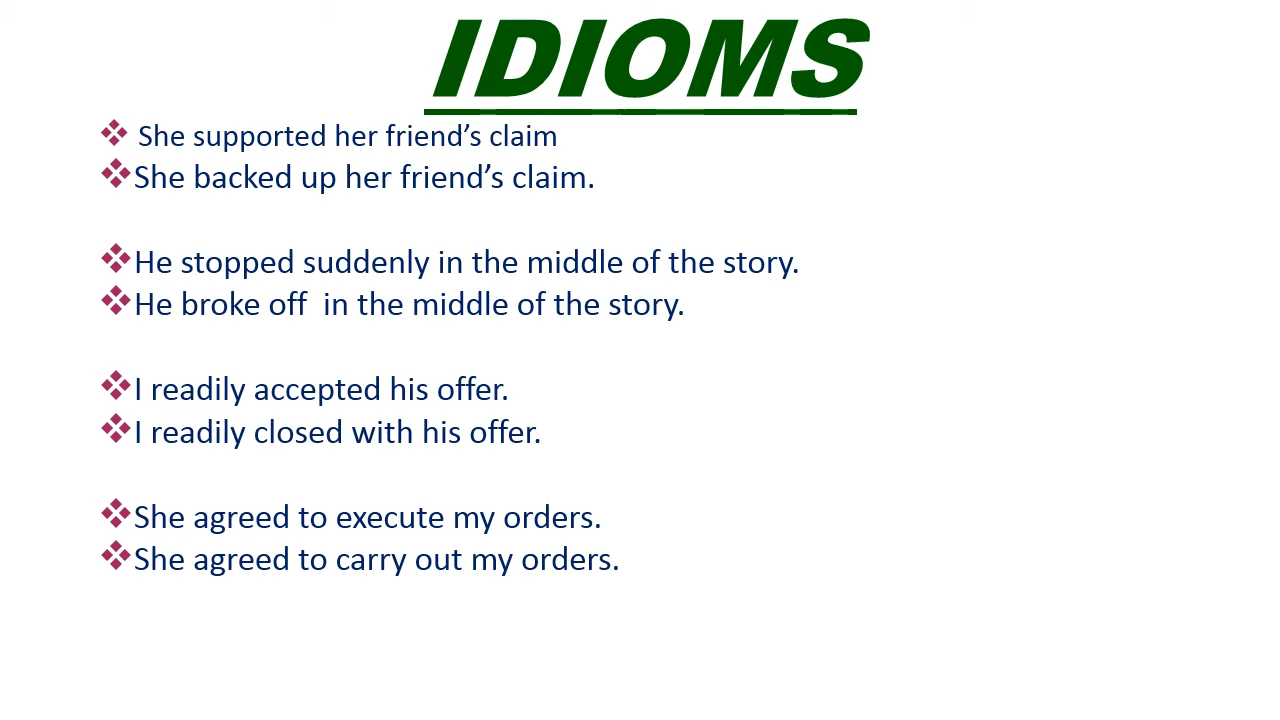 IDIOMS
❖ She supported her friend’s claim
❖She backed up her friend’s claim.
❖He stopped suddenly in the middle of the story.
❖He broke off  in the middle of the story.
❖I readily accepted his offer.
❖I readily closed with his offer.
❖She agreed to execute my orders.
❖She agreed to carry out my orders.